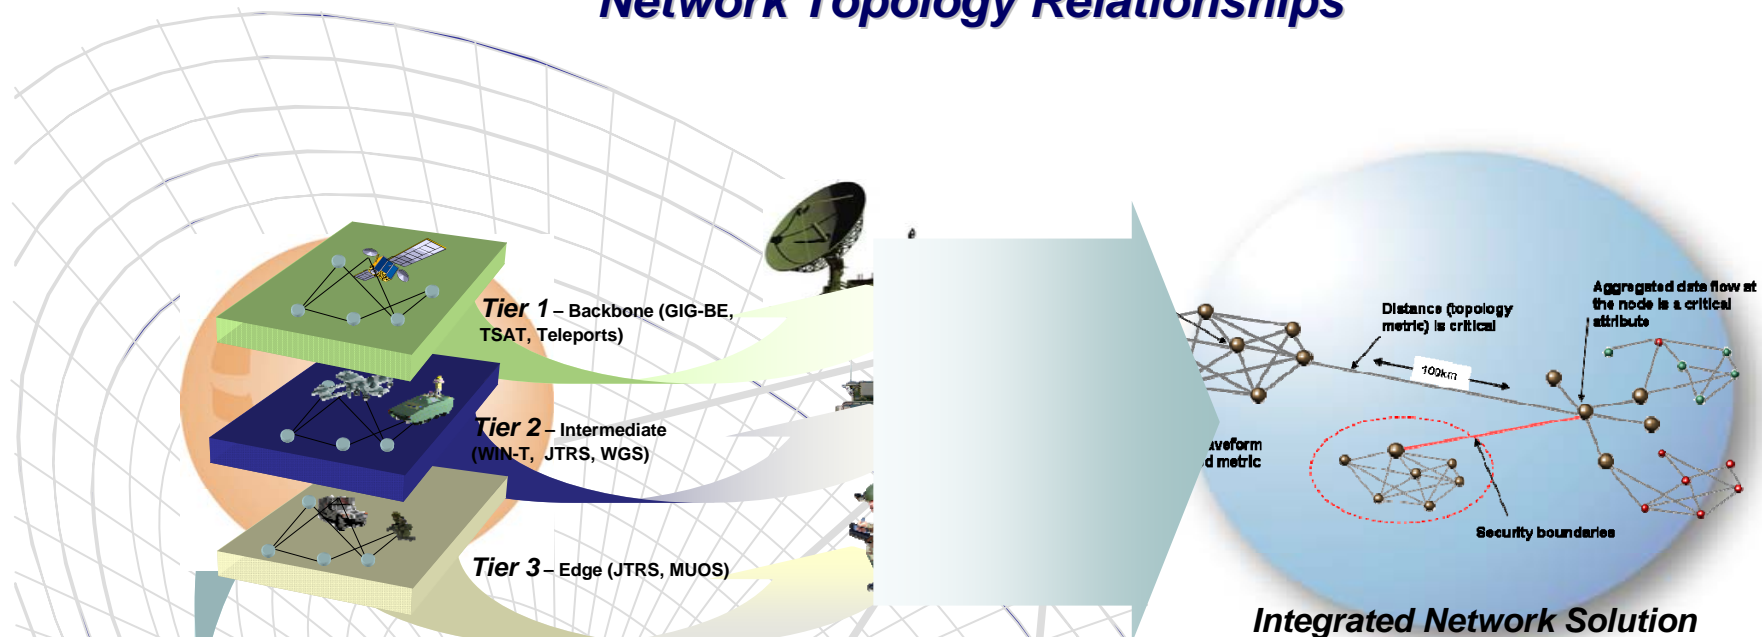 Network Topology Relationships
Tier 1 – Backbone (GIG-BE,
TSAT, Teleports)
Tier 2 – Intermediate
(WIN-T, JTRS, WGS)
Tier 3 – Edge (JTRS, MUOS)
Distance (topology
metric) is critical
Aggregated data flow at
the node is a critical
attribute
100km
metric
Security boundaries
Integrated Network Solution